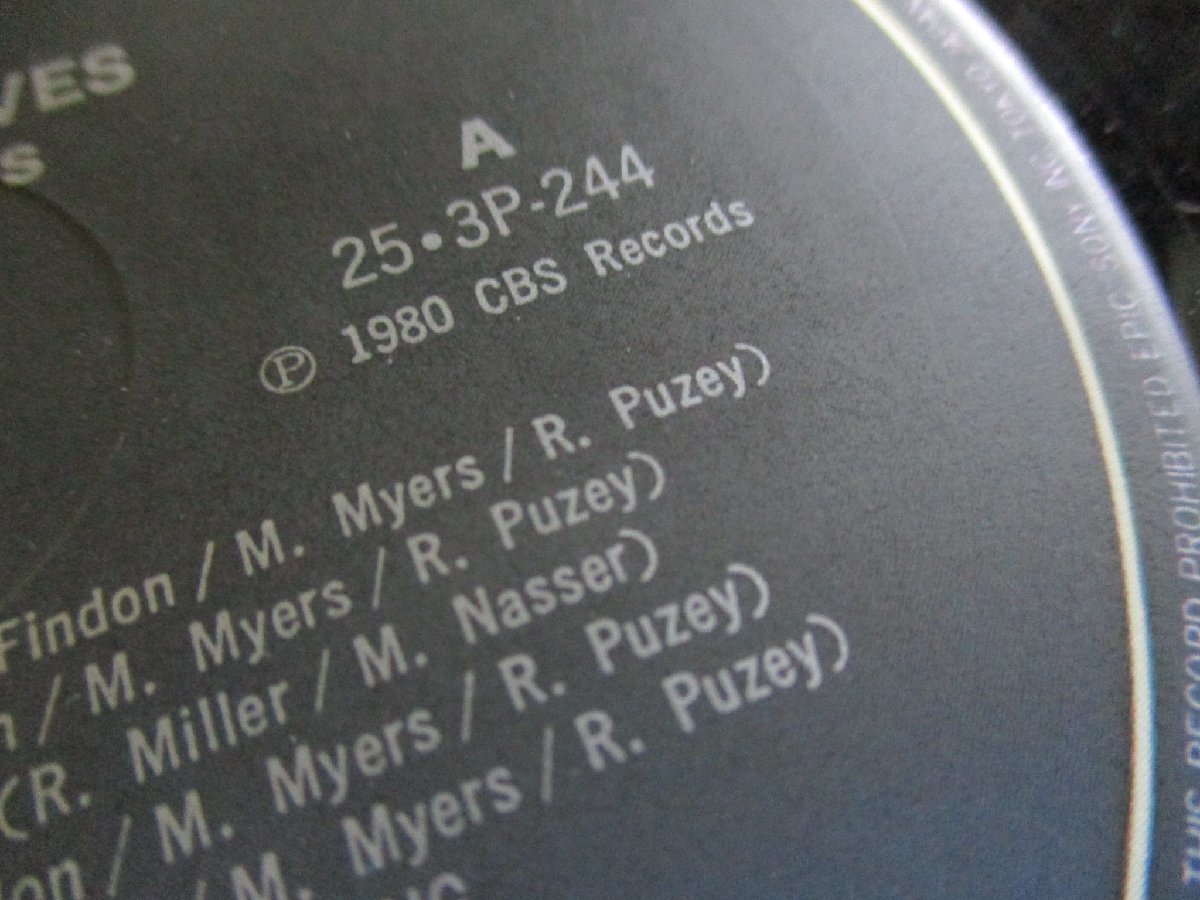 VES
s
A
25•3P-244
Ⓟ 1980 CBS Records
Findon / M. Myers / R. Puzey)
n / M. Myers / R. Puzey)
(R. Miller / M. Nasser)
don / M. Myers / R. Puzey)
/ M. Myers / R. Puzey)
THIS RECORD PROHIBITED EPIC SONY